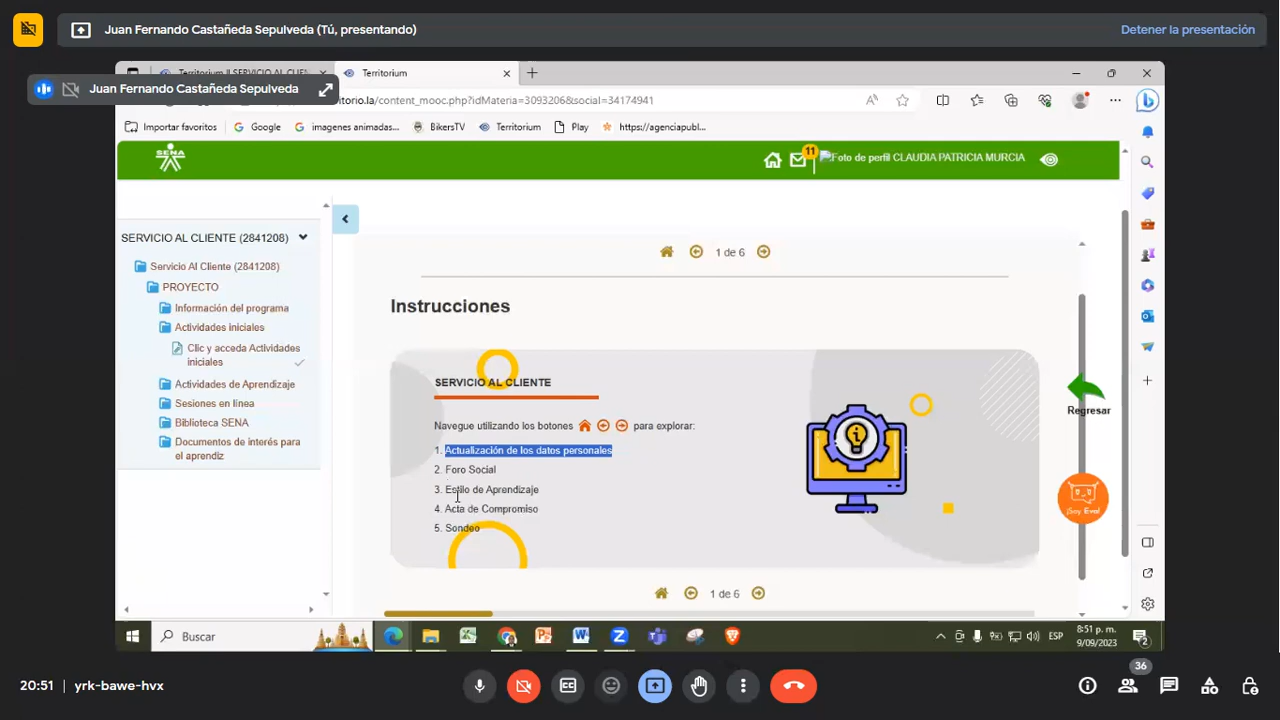 Juan Fernando Castañeda Sepulveda (Tú, presentando)
Detener la presentación
Territorium
Juan Fernando Castañeda Sepulveda
itorio.la/content_mooc.php?idMateria=3093206&social=34174941
Importar favoritos
Google
imagenes animadas...
BikersTV
Territorium
Play
https://agenciapubl...
SENA
11
Foto de perfil CLAUDIA PATRICIA MURCIA
SERVICIO AL CLIENTE (2841208)
Servicio Al Cliente (2841208)
PROYECTO
Información del programa
Actividades iniciales
Clic y acceda Actividades
iniciales
Actividades de Aprendizaje
Sesiones en línea
Biblioteca SENA
Documentos de interés para
el aprendiz
1 de 6
Instrucciones
SERVICIO AL CLIENTE
Navegue utilizando los botones para explorar:
1. Actualización de los datos personales
2. Foro Social
3. Estilo de Aprendizaje
4. Acta de Compromiso
5. Sondeo
Regresar
¡Soy Eva!
1 de 6
Buscar
ESP
8:51 p. m.
9/09/2023
2
20:51 | yrk-bawe-hvx
36